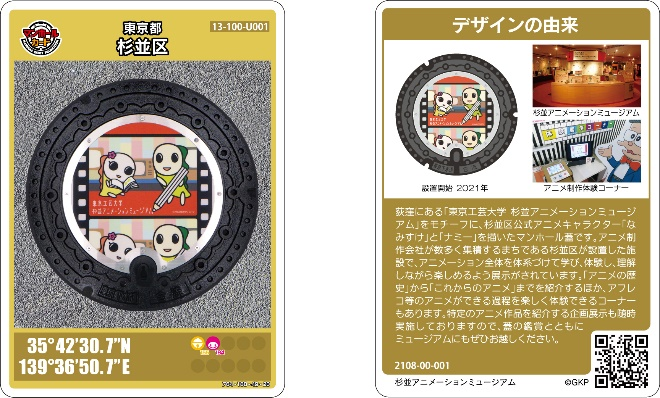 マンホール
カード
東京都
杉並区
13-100-U001
東京工芸大学
杉並アニメーションミュージアム
35°42'30.7"N
139°36'50.7"E
デザインの由来
杉並アニメーションミュージアム
設置開始 2021年
アニメ制作体験コーナー
荻窪にある「東京工芸大学 杉並アニメーションミュージ
アム」をモチーフに、杉並区公式アニメキャラクター「な
みすけ」と「ナミー」を描いたマンホール蓋です。アニメ制
作会社が数多く集積するまちである杉並区が設置した施
設で、アニメーション全体を体系づけて学び、体験し、理解
しながら楽しめるよう展示がされています。「アニメの歴
史」から「これからのアニメ」までを紹介するほか、アフレ
コ等のアニメができる過程を楽しく体験できるコーナー
もあります。特定のアニメ作品を紹介する企画展示も随時
実施しておりますので、蓋の鑑賞とともに
ミュージアムにもぜひお越しください。
2108-00-001
杉並アニメーションミュージアム
©GKP